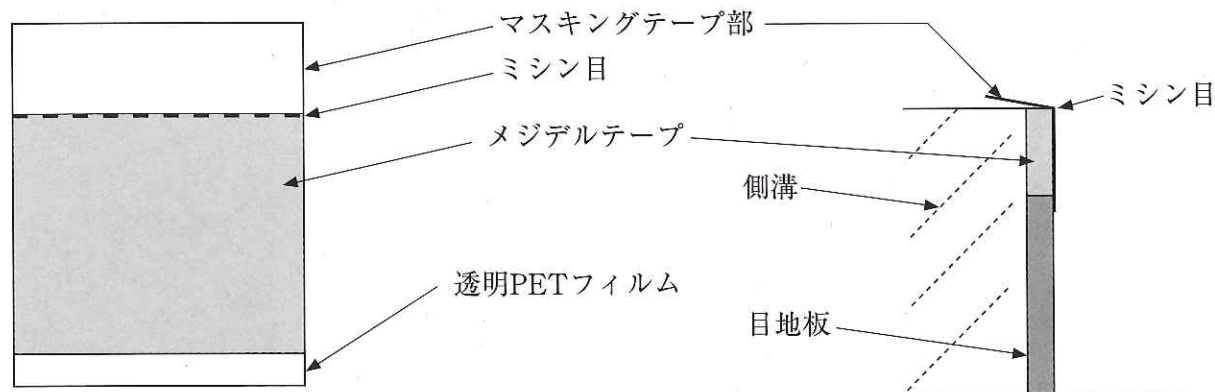 マスキングテープ部
ミシン目
ミシン目
メジデルテープ
側溝
透明PETフィルム
目地板